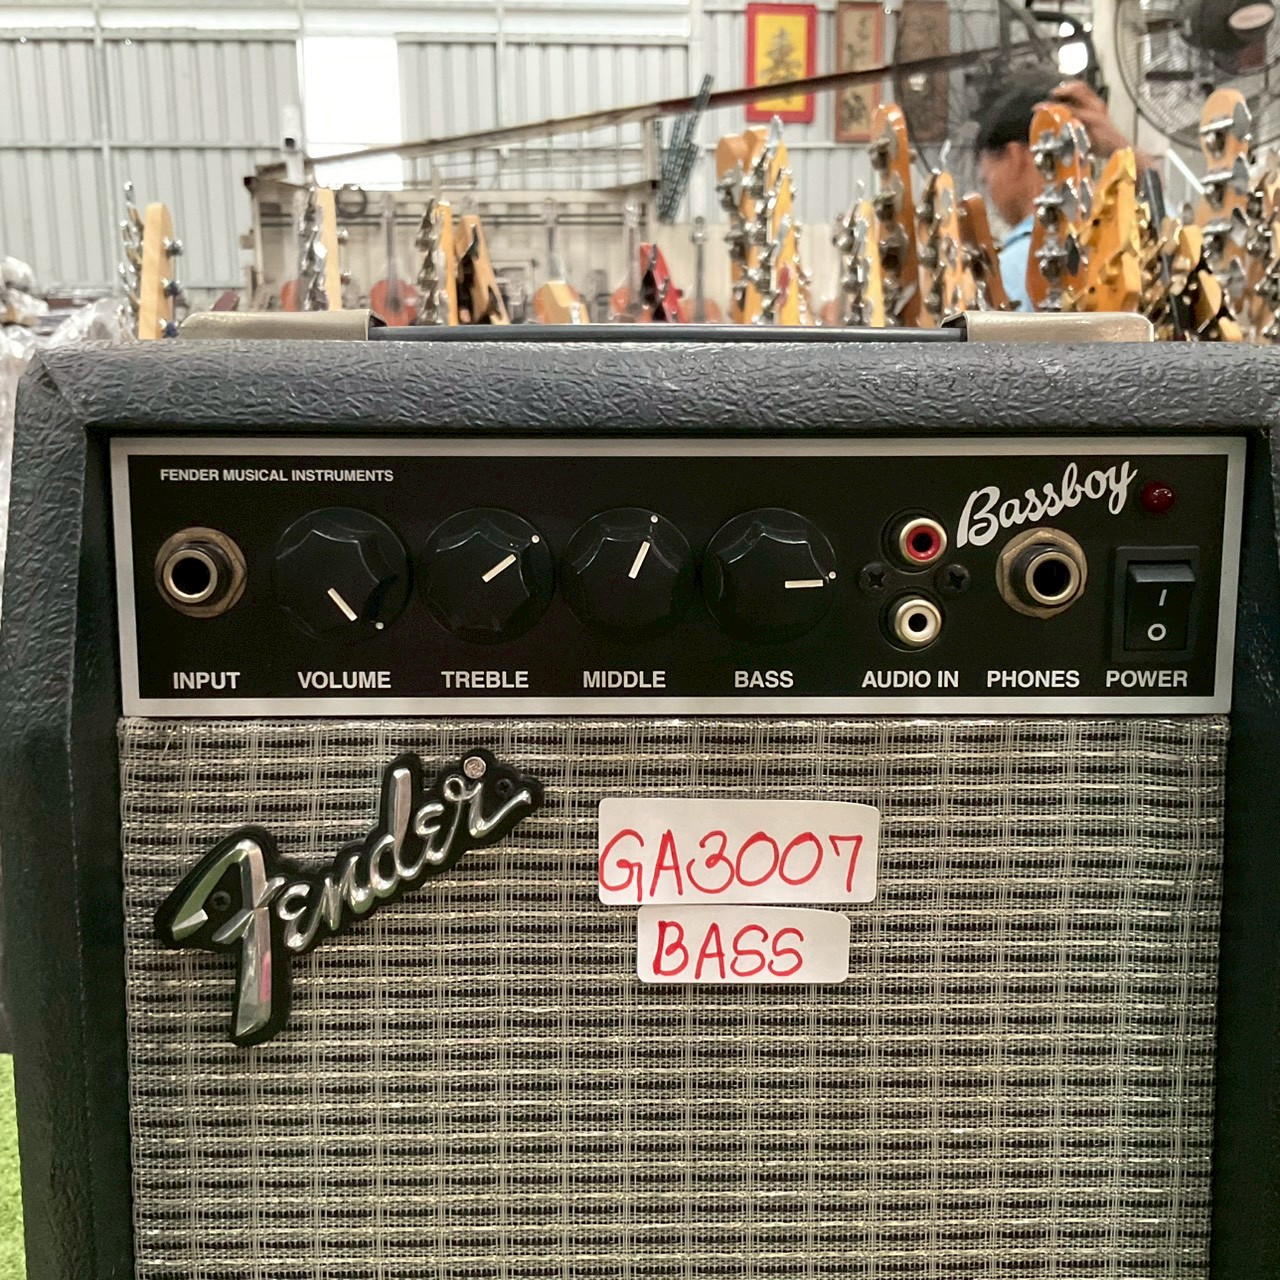 FENDER MUSICAL INSTRUMENTS
Bassboy
INPUT VOLUME TREBLE MIDDLE BASS AUDIO IN PHONES POWER
I
O
Fender
GA3007
BASS